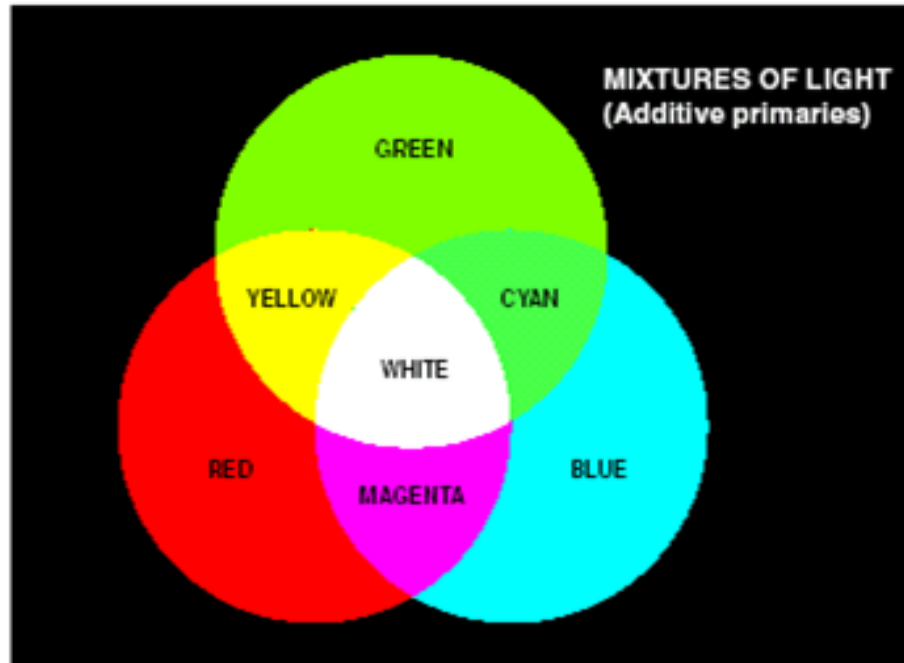 MIXTURES OF LIGHT
(Additive primaries)
GREEN
YELLOW
CYAN
WHITE
RED
BLUE
MAGENTA